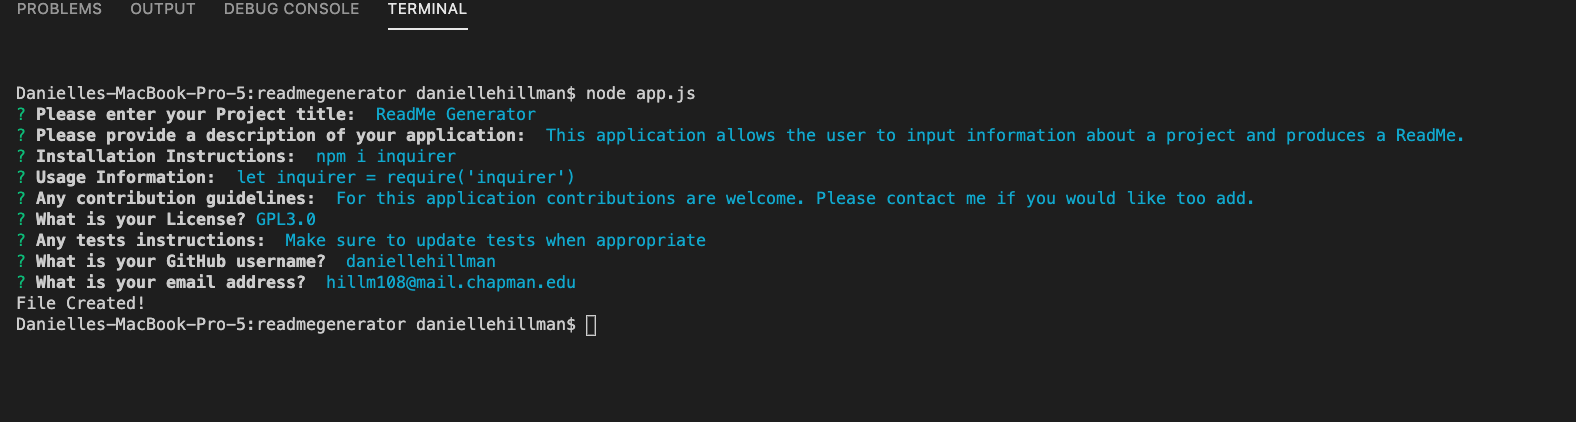 PROBLEMS OUTPUT DEBUG CONSOLE TERMINAL
Danielles-MacBook-Pro-5:readmegenerator daniellehillman$ node app.js
? Please enter your Project title:  ReadMe Generator
? Please provide a description of your application:  This application allows the user to input information about a project and produces a ReadMe.
? Installation Instructions:  npm i inquirer
? Usage Information:  let inquirer = require('inquirer')
? Any contribution guidelines:  For this application contributions are welcome. Please contact me if you would like too add.
? What is your License? GPL3.0
? Any tests instructions:  Make sure to update tests when appropriate
? What is your GitHub username?  daniellehillman
? What is your email address?  hillm108@mail.chapman.edu
File Created!
Danielles-MacBook-Pro-5:readmegenerator daniellehillman$